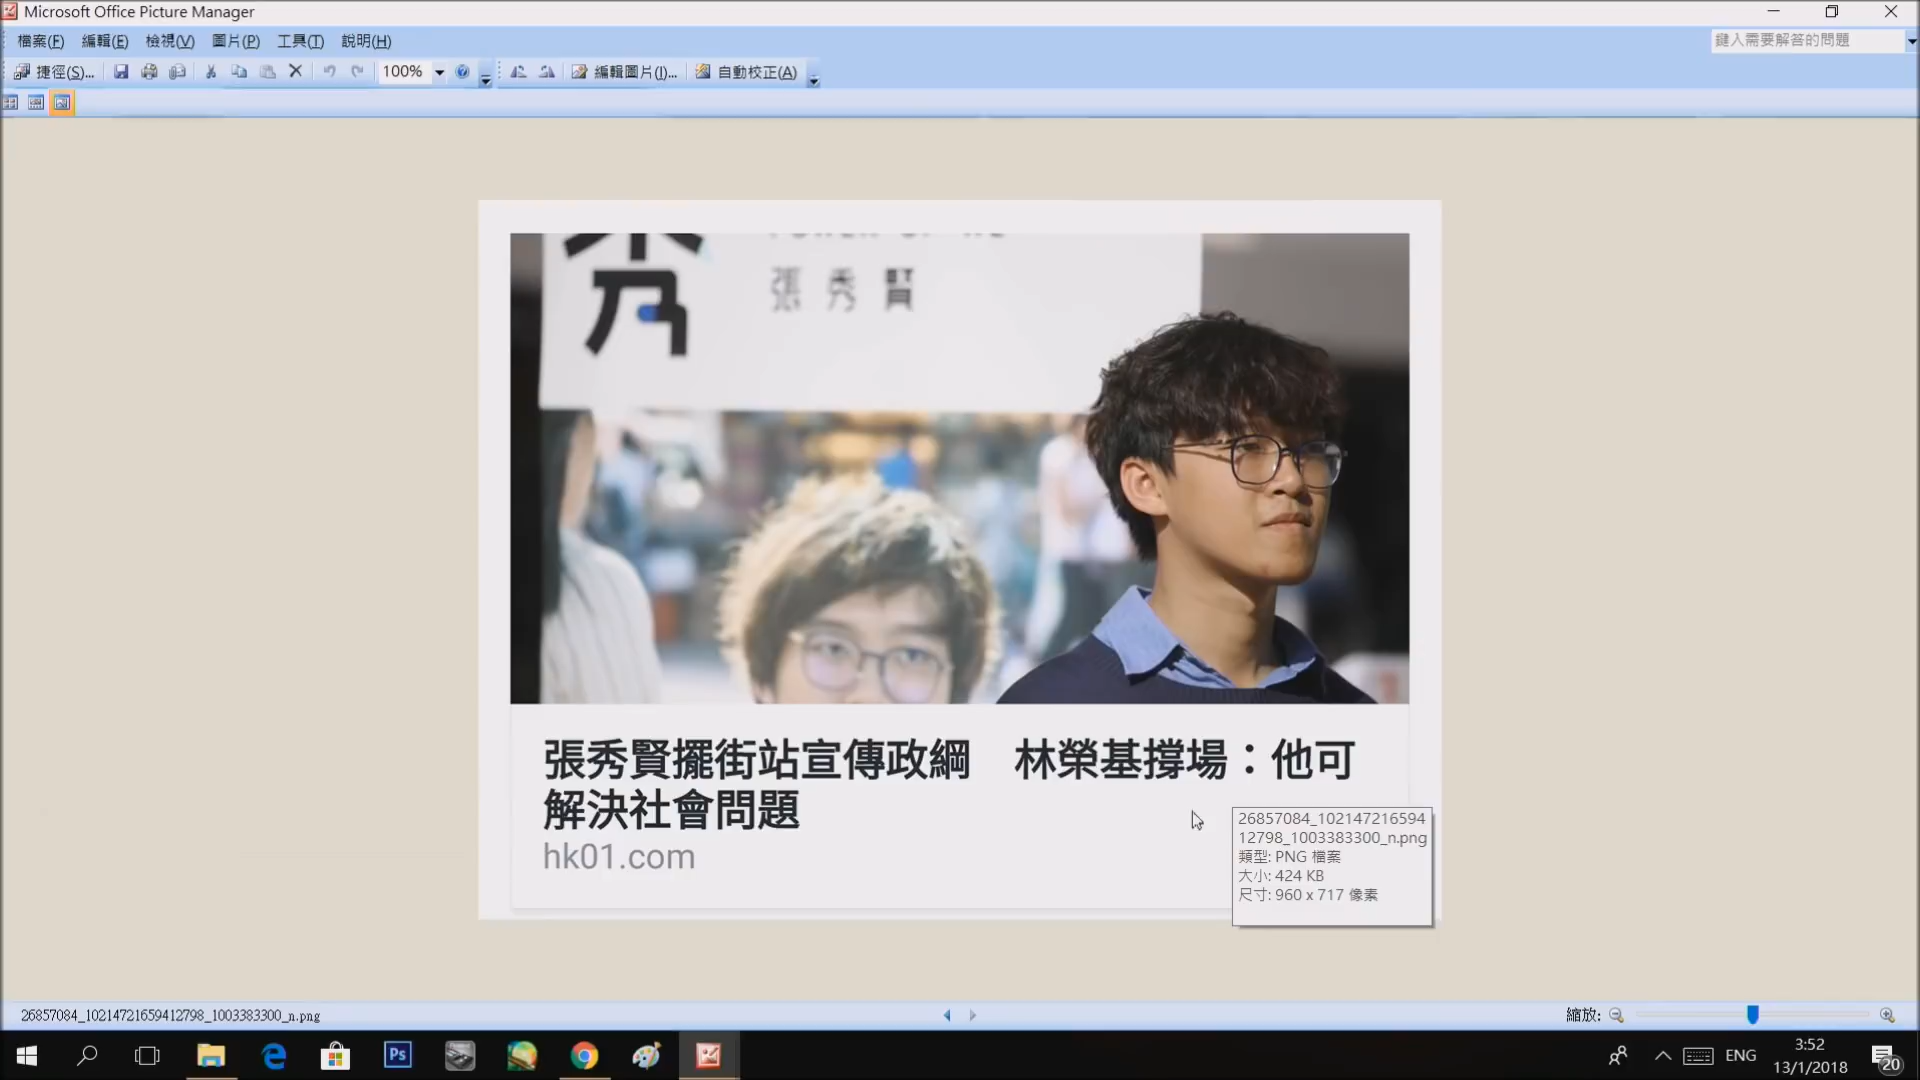 Microsoft Office Picture Manager
檔案(F) 編輯(E) 檢視(V) 圖片(P) 工具(T) 說明(H)
鍵入需要解答的問題
捷徑(S)... 100% 編輯圖片(I)... 自動校正(A)
秀
張秀賢
張秀賢擺街站宣傳政綱 林榮基撐場：他可
解決社會問題
hk01.com
26857084_102147216594
12798_1003383300_n.png
類型: PNG 檔案
大小: 424 KB
尺寸: 960 x 717 像素
26857084_10214721659412798_1003383300_n.png
縮放:
Ps
ENG
3:52
13/1/2018
20